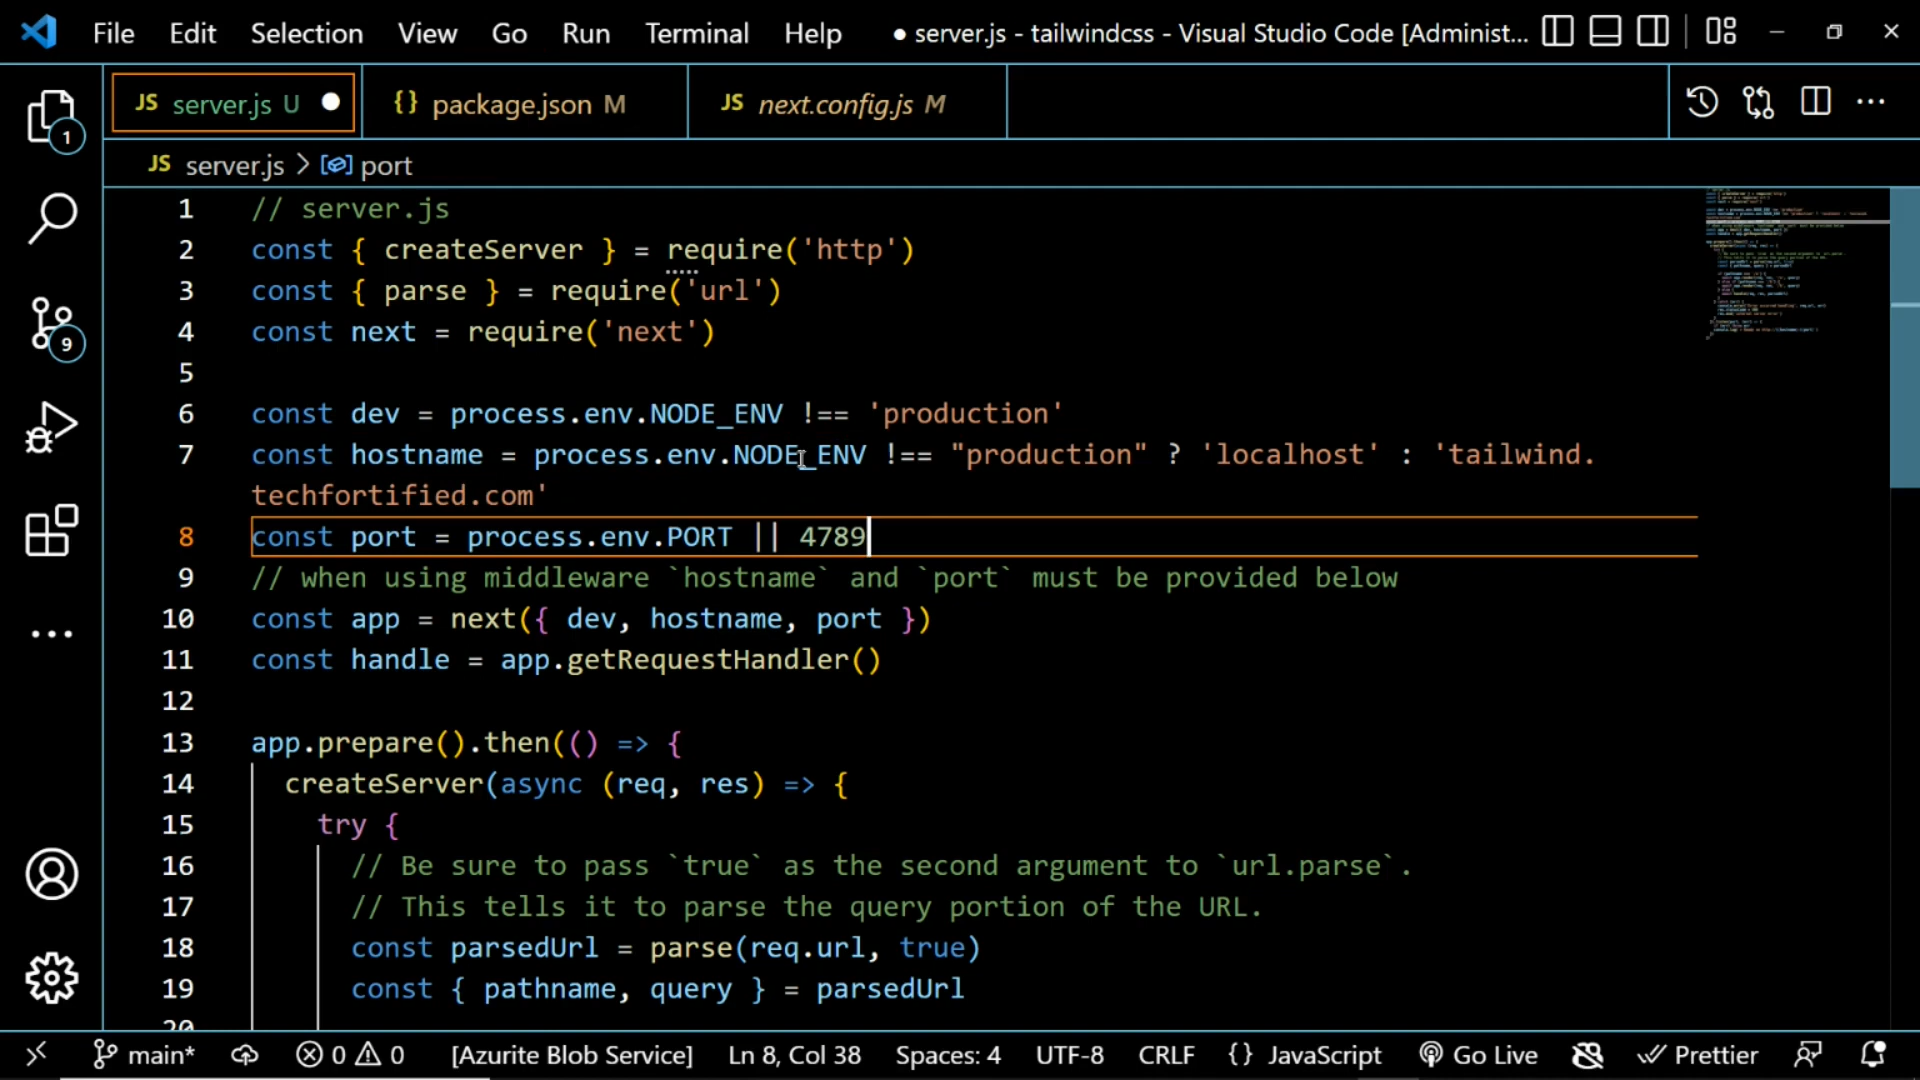 File Edit Selection View Go Run Terminal Help ● server.js - tailwindcss - Visual Studio Code [Administ...
JS server.js U {} package.json M JS next.config.js M
JS server.js > port
1 // server.js
2 const { createServer } = require('http')
3 const { parse } = require('url')
4 const next = require('next')
5
6 const dev = process.env.NODE_ENV !== 'production'
7 const hostname = process.env.NODE_ENV !== "production" ? 'localhost' : 'tailwind.
techfortified.com'
8 const port = process.env.PORT || 4789
9 // when using middleware `hostname` and `port` must be provided below
10 const app = next({ dev, hostname, port })
11 const handle = app.getRequestHandler()
12
13 app.prepare().then(() => {
14 createServer(async (req, res) => {
15 try {
16 // Be sure to pass `true` as the second argument to `url.parse`.
17 // This tells it to parse the query portion of the URL.
18 const parsedUrl = parse(req.url, true)
19 const { pathname, query } = parsedUrl
20
1
9
main* 0 0 [Azurite Blob Service] Ln 8, Col 38 Spaces: 4 UTF-8 CRLF {} JavaScript Go Live Prettier